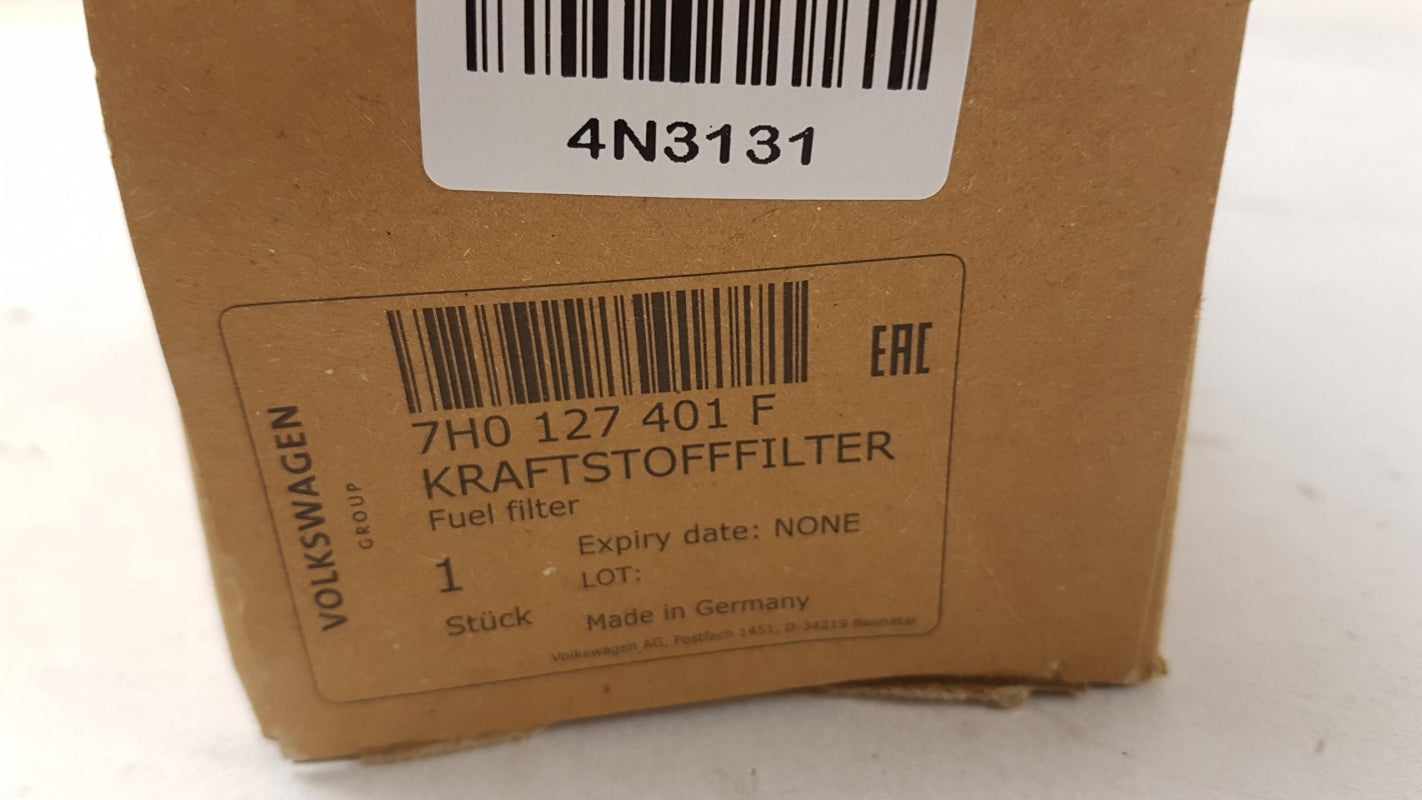 4N3131
EAC
7H0 127 401 F
KRAFTSTOFFFILTER
Fuel filter
VOLKSWAGEN
GROUP
1
Stück
Expiry date: NONE
LOT:
Made in Germany
Volkswagen AG, Postfach 1451, D-34219 Baunatal